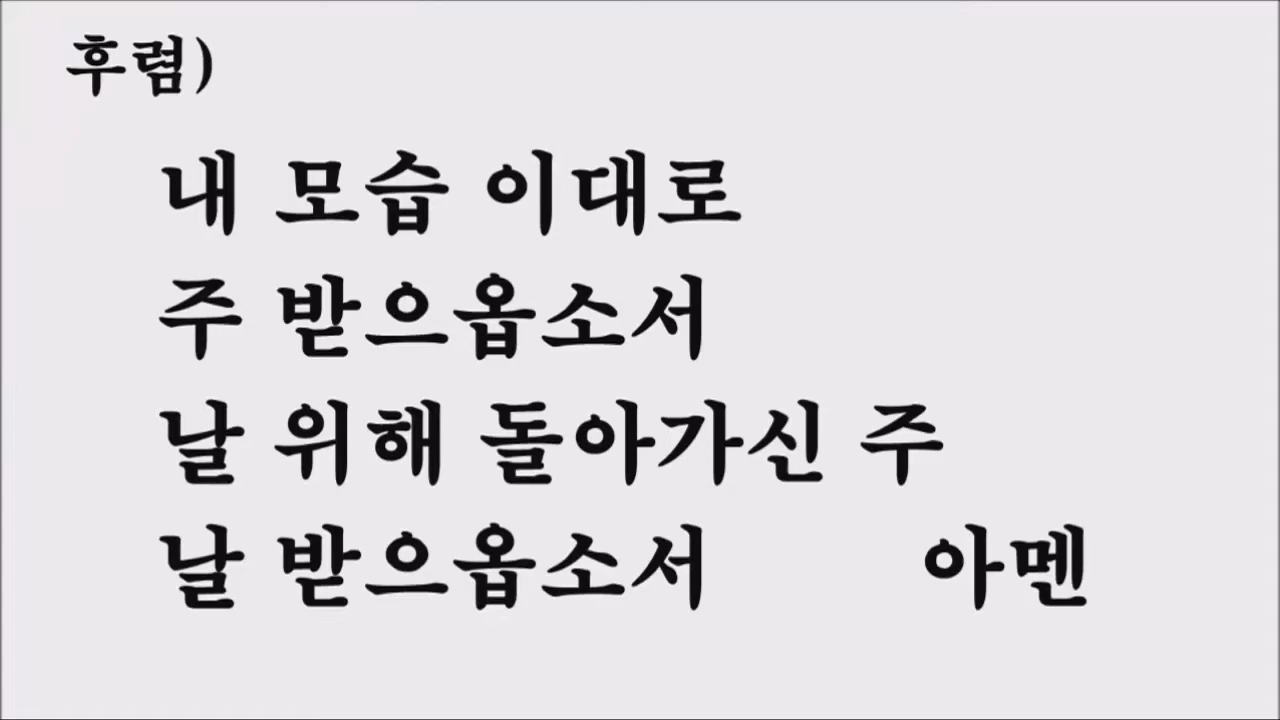 후렴)
내 모습 이대로
주 받으옵소서
날 위해 돌아가신 주
날 받으옵소서 아멘